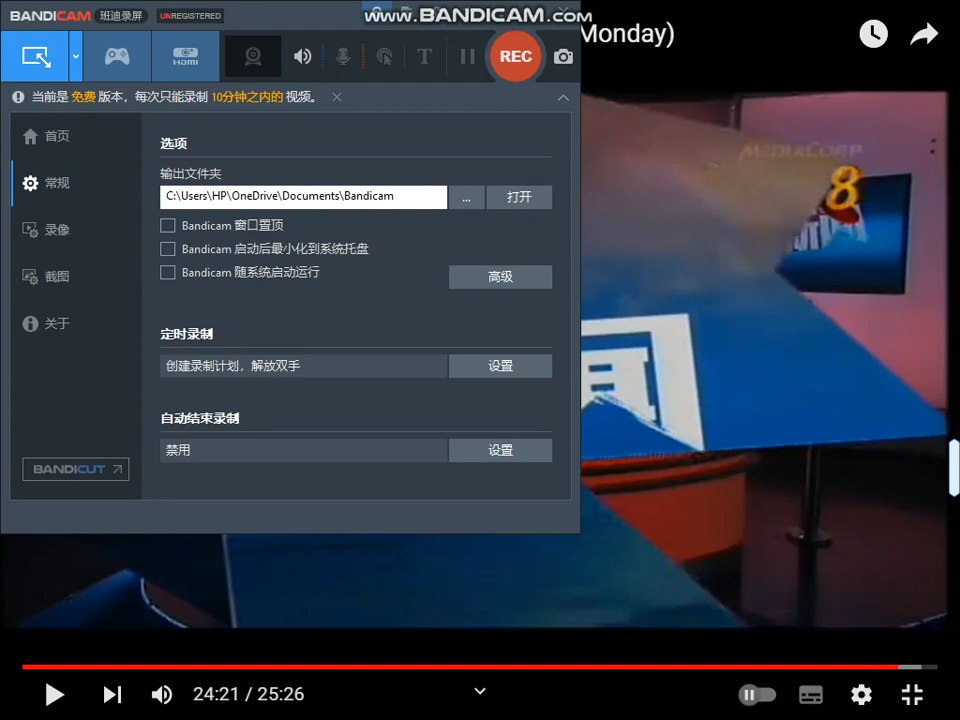 www.BANDICAM.com
BANDICAM 班迪录屏 UNREGISTERED
Monday)
HDMI
T
REC
当前是 免费 版本，每次只能录制 10分钟之内的 视频。
首页
常规
录像
截图
关于
BANDICUT
选项
输出文件夹
C:\Users\HP\OneDrive\Documents\Bandicam
...
打开
Bandicam 窗口置顶
Bandicam 启动后最小化到系统托盘
Bandicam 随系统启动运行
高级
定时录制
创建录制计划，解放双手
设置
自动结束录制
禁用
设置
MEDIACORP
8
24:21 / 25:26